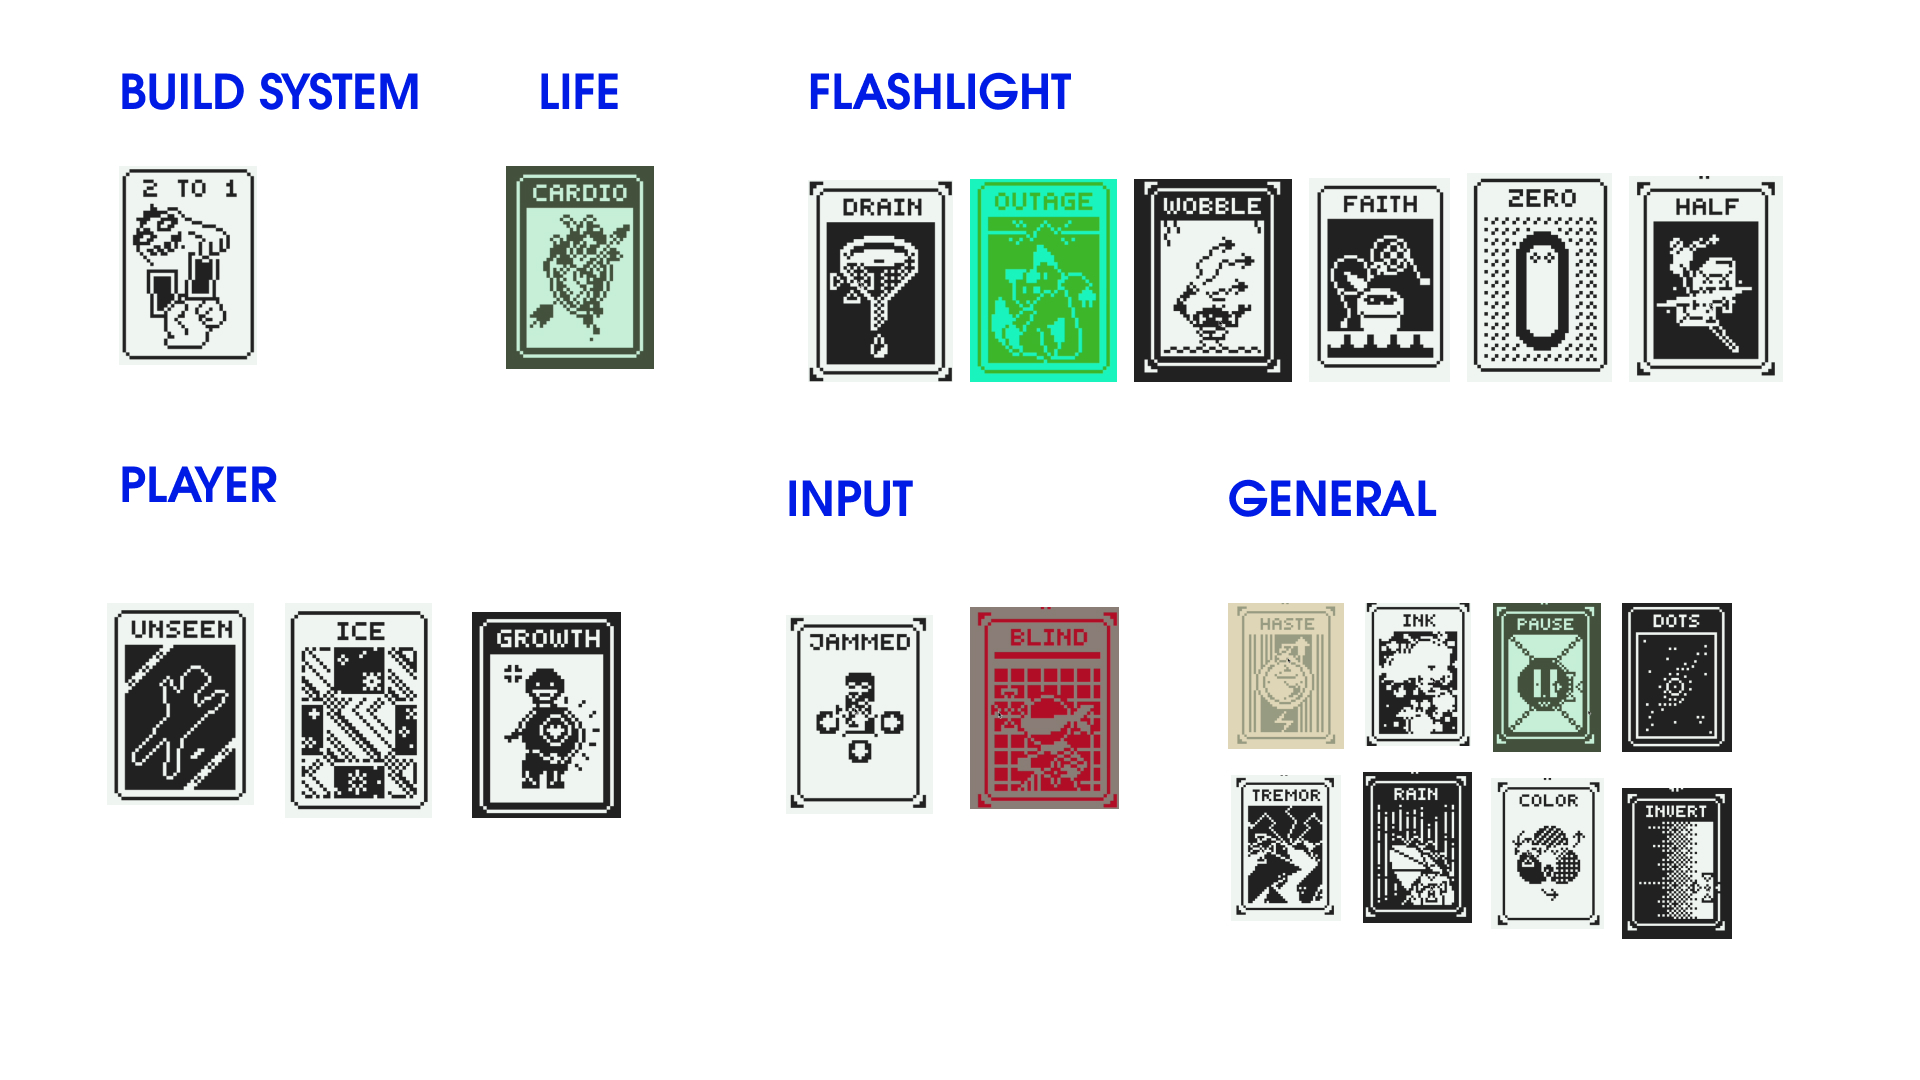 BUILD SYSTEM
2 TO 1
LIFE
CARDIO
FLASHLIGHT
DRAIN
OUTAGE
WOBBLE
FAITH
ZERO
HALF
PLAYER
UNSEEN
ICE
GROWTH
INPUT
JAMMED
BLIND
GENERAL
HASTE
INK
PAUSE
DOTS
TREMOR
RAIN
COLOR
INVERT